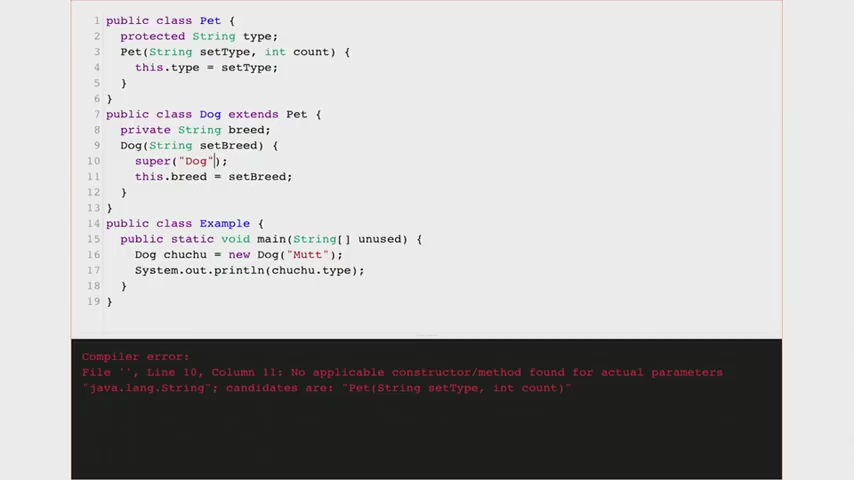 1 public class Pet {
2 protected String type;
3 Pet(String setType, int count) {
4 this.type = setType;
5 }
6 }
7 public class Dog extends Pet {
8 private String breed;
9 Dog(String setBreed) {
10 super("Dog");
11 this.breed = setBreed;
12 }
13 }
14 public class Example {
15 public static void main(String[] unused) {
16 Dog chuchu = new Dog("Mutt");
17 System.out.println(chuchu.type);
18 }
19 }
Compiler error:
File '', Line 10, Column 11: No applicable constructor/method found for actual parameters
"java.lang.String"; candidates are: "Pet(String setType, int count)"